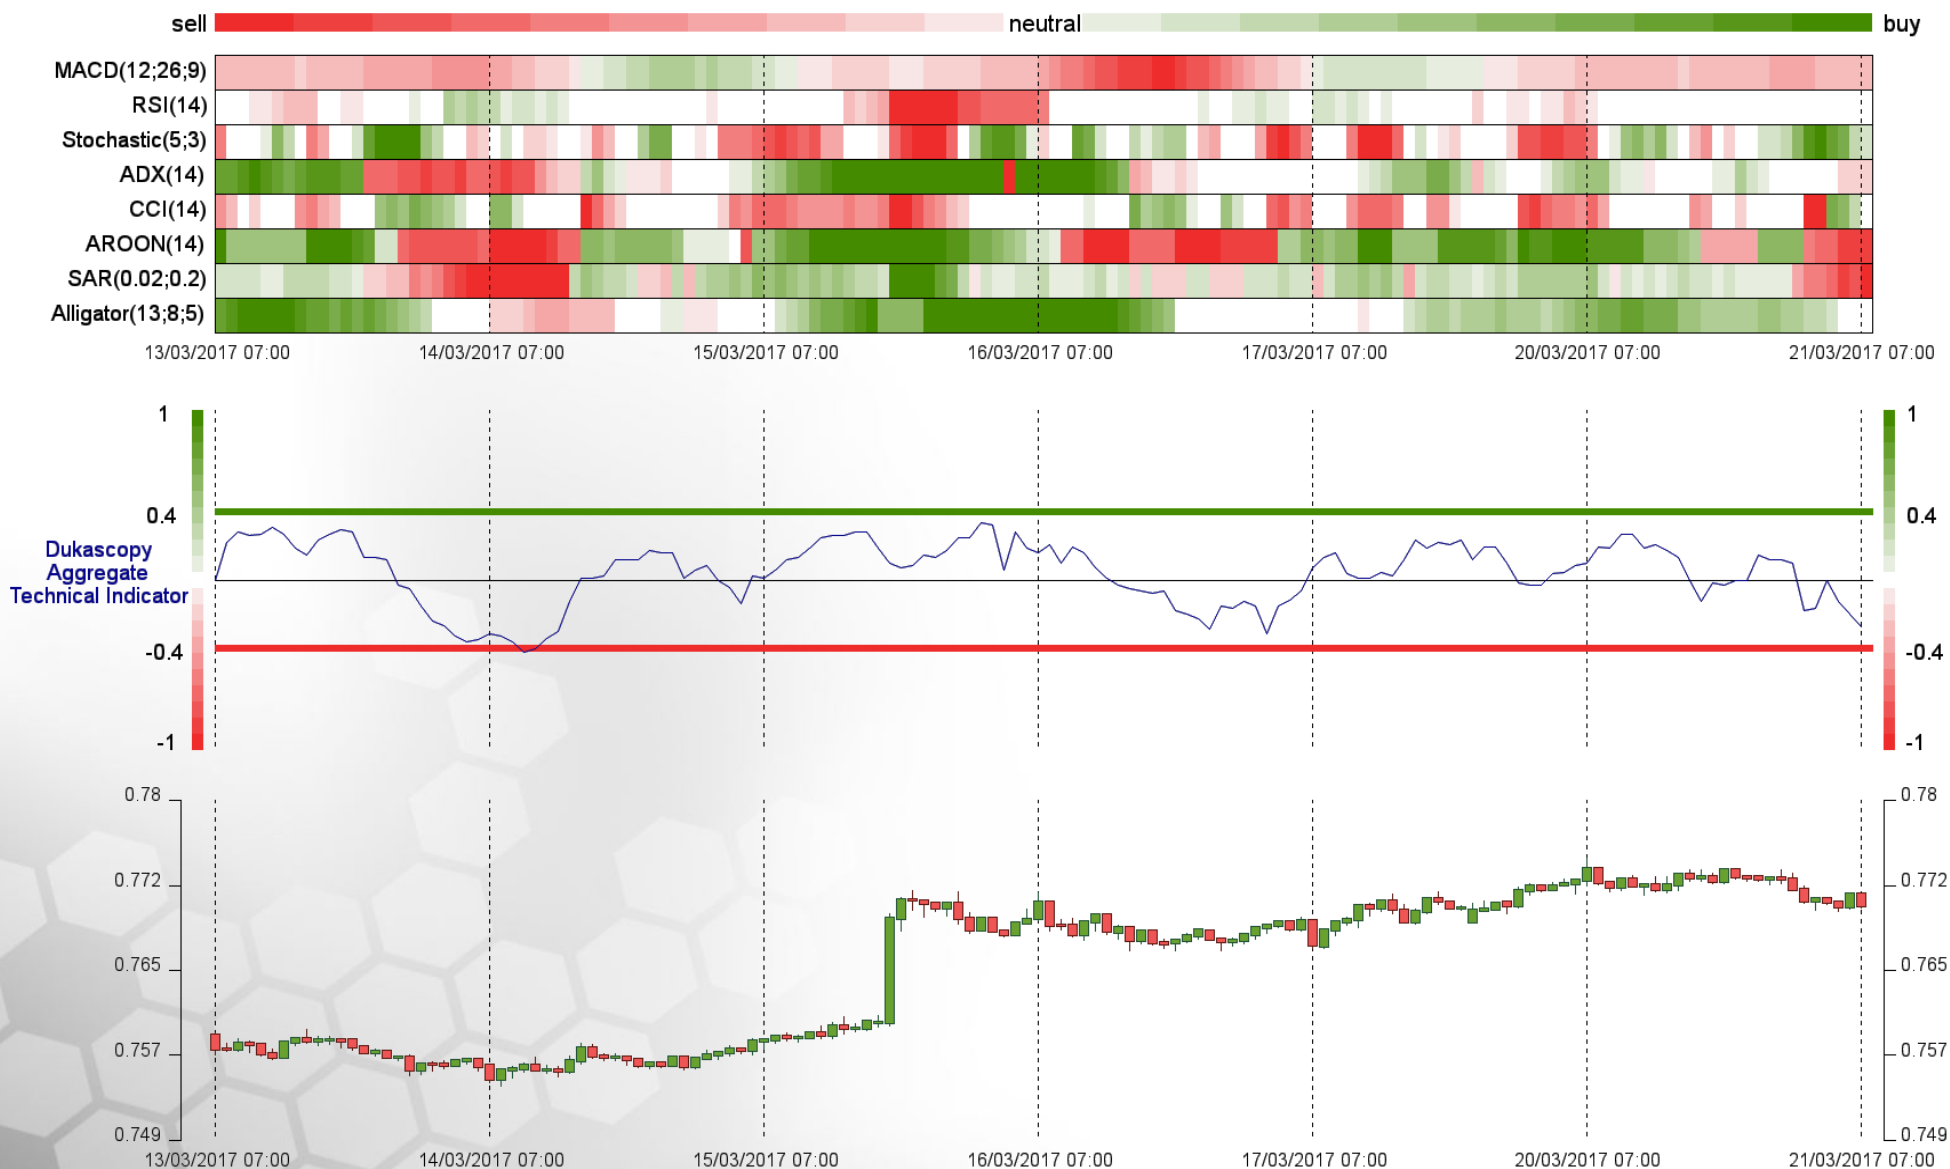 sell neutral buy
MACD(12;26;9)
RSI(14)
Stochastic(5;3)
ADX(14)
CCI(14)
AROON(14)
SAR(0.02;0.2)
Alligator(13;8;5)
13/03/2017 07:00 14/03/2017 07:00 15/03/2017 07:00 16/03/2017 07:00 17/03/2017 07:00 20/03/2017 07:00 21/03/2017 07:00
1 1
0.4 0.4
Dukascopy
Aggregate
Technical Indicator
-0.4 -0.4
-1 -1
0.78 0.78
0.772 0.772
0.765 0.765
0.757 0.757
0.749 0.749
13/03/2017 07:00 14/03/2017 07:00 15/03/2017 07:00 16/03/2017 07:00 17/03/2017 07:00 20/03/2017 07:00 21/03/2017 07:00